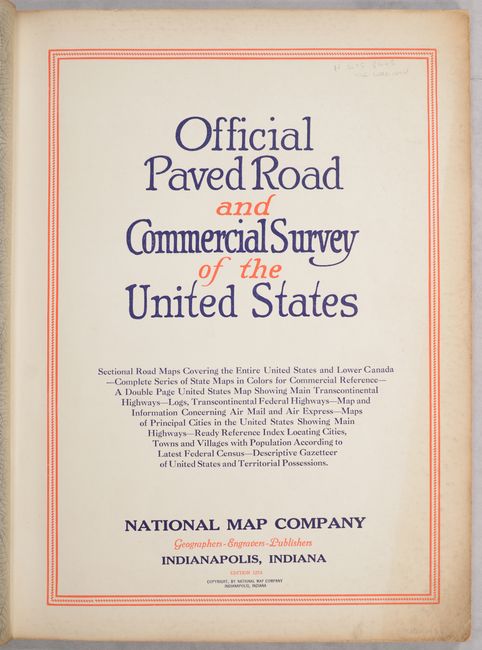 Official
Paved Road
and
Commercial Survey
of the
United States
Sectional Road Maps Covering the Entire United States and Lower Canada
—Complete Series of State Maps in Colors for Commercial Reference—
A Double Page United States Map Showing Main Transcontinental
Highways—Logs, Transcontinental Federal Highways—Map and
Information Concerning Air Mail and Air Express—Maps
of Principal Cities in the United States Showing Main
Highways—Ready Reference Index Locating Cities,
Towns and Villages with Population According to
Latest Federal Census—Descriptive Gazetteer
of United States and Territorial Possessions.
NATIONAL MAP COMPANY
Geographers-Engravers-Publishers
INDIANAPOLIS, INDIANA
EDITION
COPYRIGHT, BY NATIONAL MAP COMPANY
INDIANAPOLIS, INDIANA